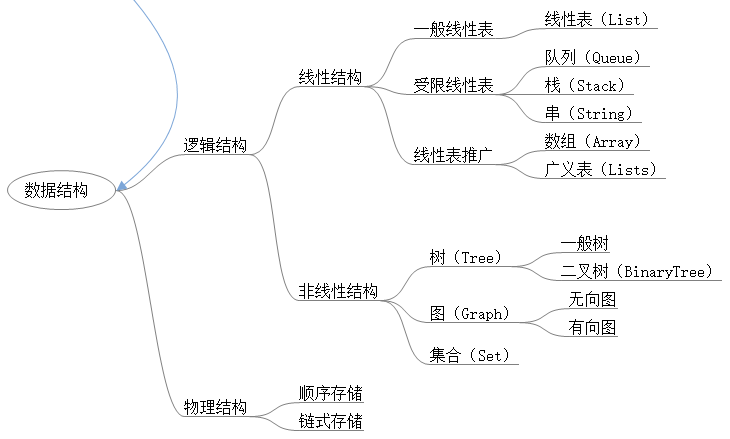 数据结构
逻辑结构
线性结构
一般线性表
线性表（List）
受限线性表
队列（Queue）
栈（Stack）
串（String）
线性表推广
数组（Array）
广义表（Lists）
非线性结构
树（Tree）
一般树
二叉树（BinaryTree）
图（Graph）
无向图
有向图
集合（Set）
物理结构
顺序存储
链式存储